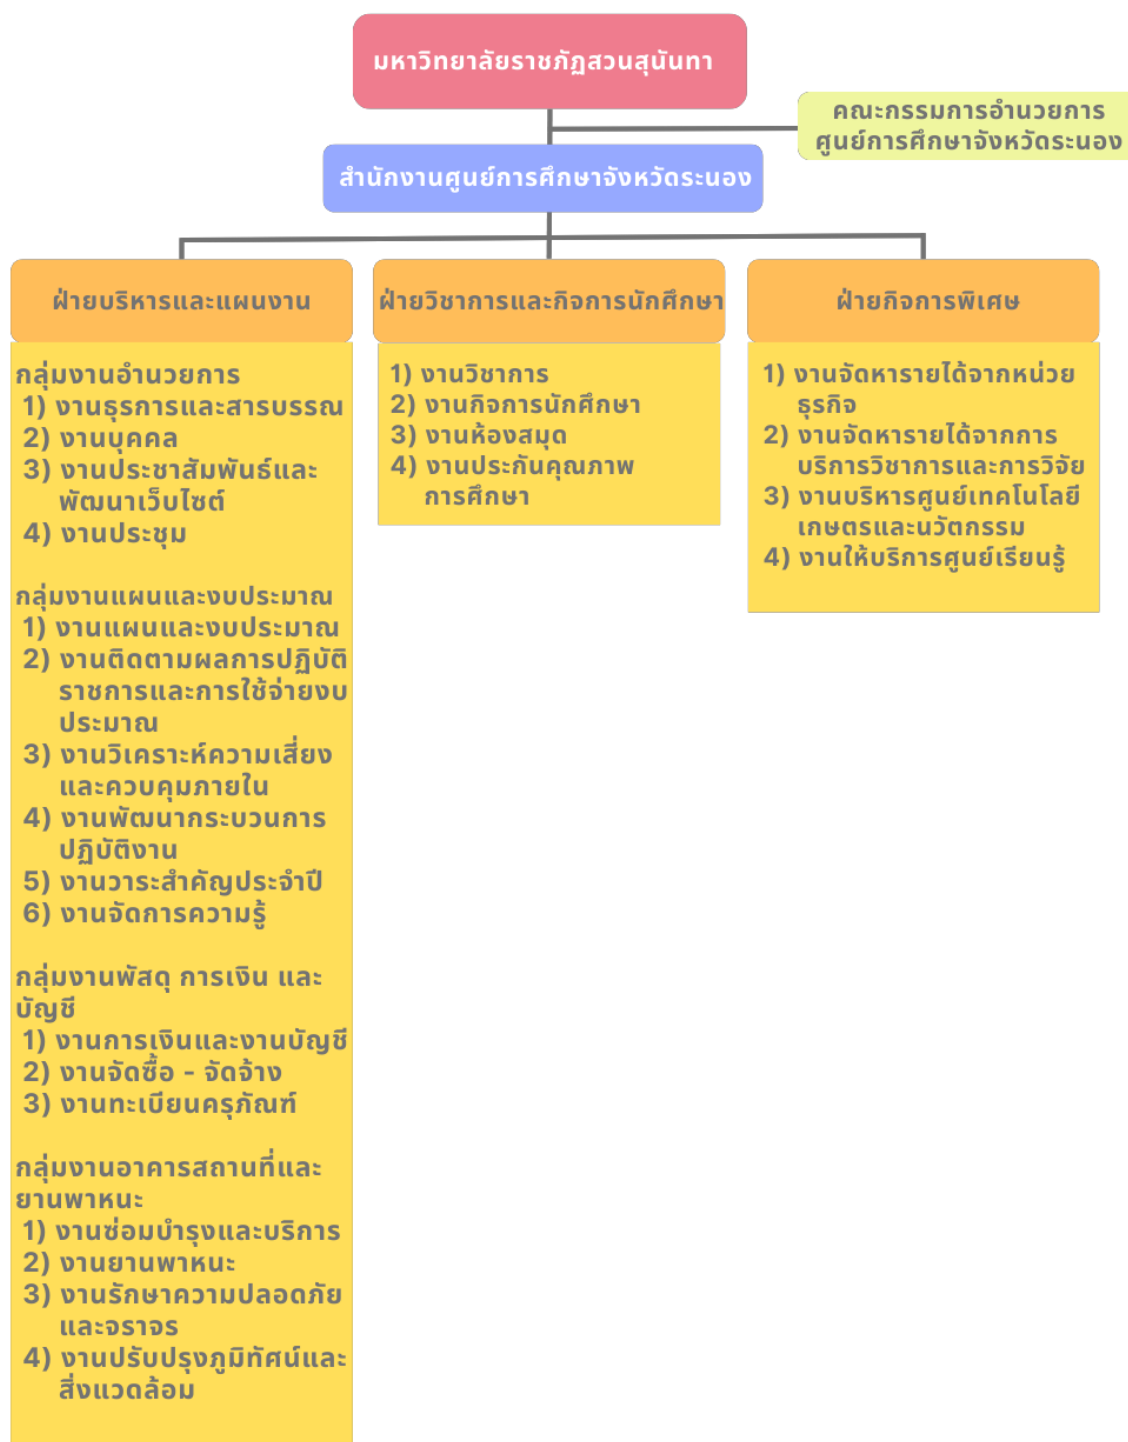 มหาวิทยาลัยราชภัฏสวนสุนันทา
คณะกรรมการอำนวยการ
ศูนย์การศึกษาจังหวัดระนอง
สำนักงานศูนย์การศึกษาจังหวัดระนอง
ฝ่ายบริหารและแผนงาน
กลุ่มงานอำนวยการ
1) งานธุรการและสารบรรณ
2) งานบุคคล
3) งานประชาสัมพันธ์และ
พัฒนาเว็บไซต์
4) งานประชุม
กลุ่มงานแผนและงบประมาณ
1) งานแผนและงบประมาณ
2) งานติดตามผลการปฏิบัติ
ราชการและการใช้จ่ายงบ
ประมาณ
3) งานวิเคราะห์ความเสี่ยง
และควบคุมภายใน
4) งานพัฒนากระบวนการ
ปฏิบัติงาน
5) งานวาระสำคัญประจำปี
6) งานจัดการความรู้
กลุ่มงานพัสดุ การเงิน และ
บัญชี
1) งานการเงินและงานบัญชี
2) งานจัดซื้อ - จัดจ้าง
3) งานทะเบียนครุภัณฑ์
กลุ่มงานอาคารสถานที่และ
ยานพาหนะ
1) งานซ่อมบำรุงและบริการ
2) งานยานพาหนะ
3) งานรักษาความปลอดภัย
และจราจร
4) งานปรับปรุงภูมิทัศน์และ
สิ่งแวดล้อม
ฝ่ายวิชาการและกิจการนักศึกษา
1) งานวิชาการ
2) งานกิจการนักศึกษา
3) งานห้องสมุด
4) งานประกันคุณภาพ
การศึกษา
ฝ่ายกิจการพิเศษ
1) งานจัดหารายได้จากหน่วย
ธุรกิจ
2) งานจัดหารายได้จากการ
บริการวิชาการและการวิจัย
3) งานบริหารศูนย์เทคโนโลยี
เกษตรและนวัตกรรม
4) งานให้บริการศูนย์เรียนรู้